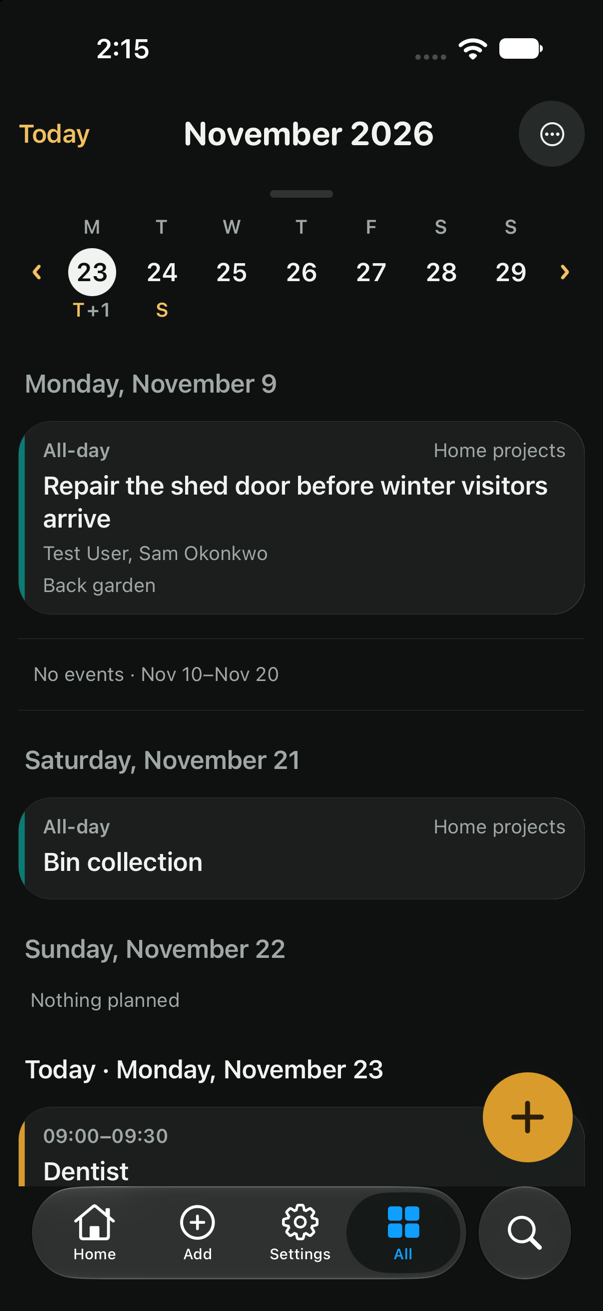 2:15
Today
November 2026
M T W T F S S
‹ 23 24 25 26 27 28 29 ›
T+1 S
Monday, November 9
All-day Home projects
Repair the shed door before winter visitors
arrive
Test User, Sam Okonkwo
Back garden
No events · Nov 10–Nov 20
Saturday, November 21
All-day Home projects
Bin collection
Sunday, November 22
Nothing planned
Today · Monday, November 23
09:00–09:30
Dentist
Home Add Settings All